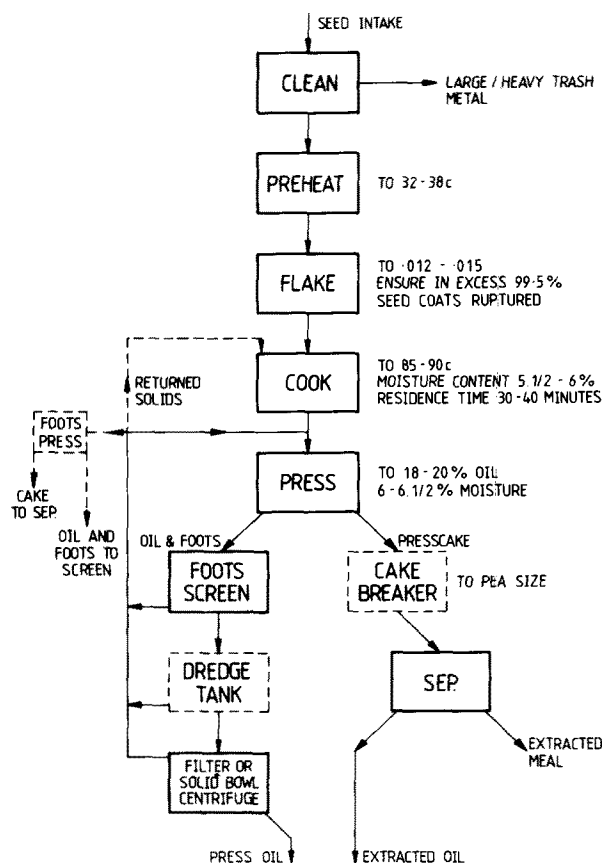 SEED INTAKE
CLEAN
LARGE / HEAVY TRASH
METAL
PREHEAT
TO 32-38c
FLAKE
TO ·012 - ·015
ENSURE IN EXCESS 99·5%
SEED COATS RUPTURED
COOK
TO 85-90c
MOISTURE CONTENT 5.1/2 - 6%
RESIDENCE TIME 30-40 MINUTES
RETURNED
SOLIDS
FOOTS
PRESS
CAKE
TO SEP.
OIL AND
FOOTS TO
SCREEN
PRESS
TO 18-20% OIL
6-6.1/2% MOISTURE
OIL & FOOTS
PRESSCAKE
FOOTS
SCREEN
CAKE
BREAKER
TO PEA SIZE
DREDGE
TANK
SEP.
FILTER OR
SOLID BOWL
CENTRIFUGE
EXTRACTED
MEAL
PRESS OIL
EXTRACTED OIL